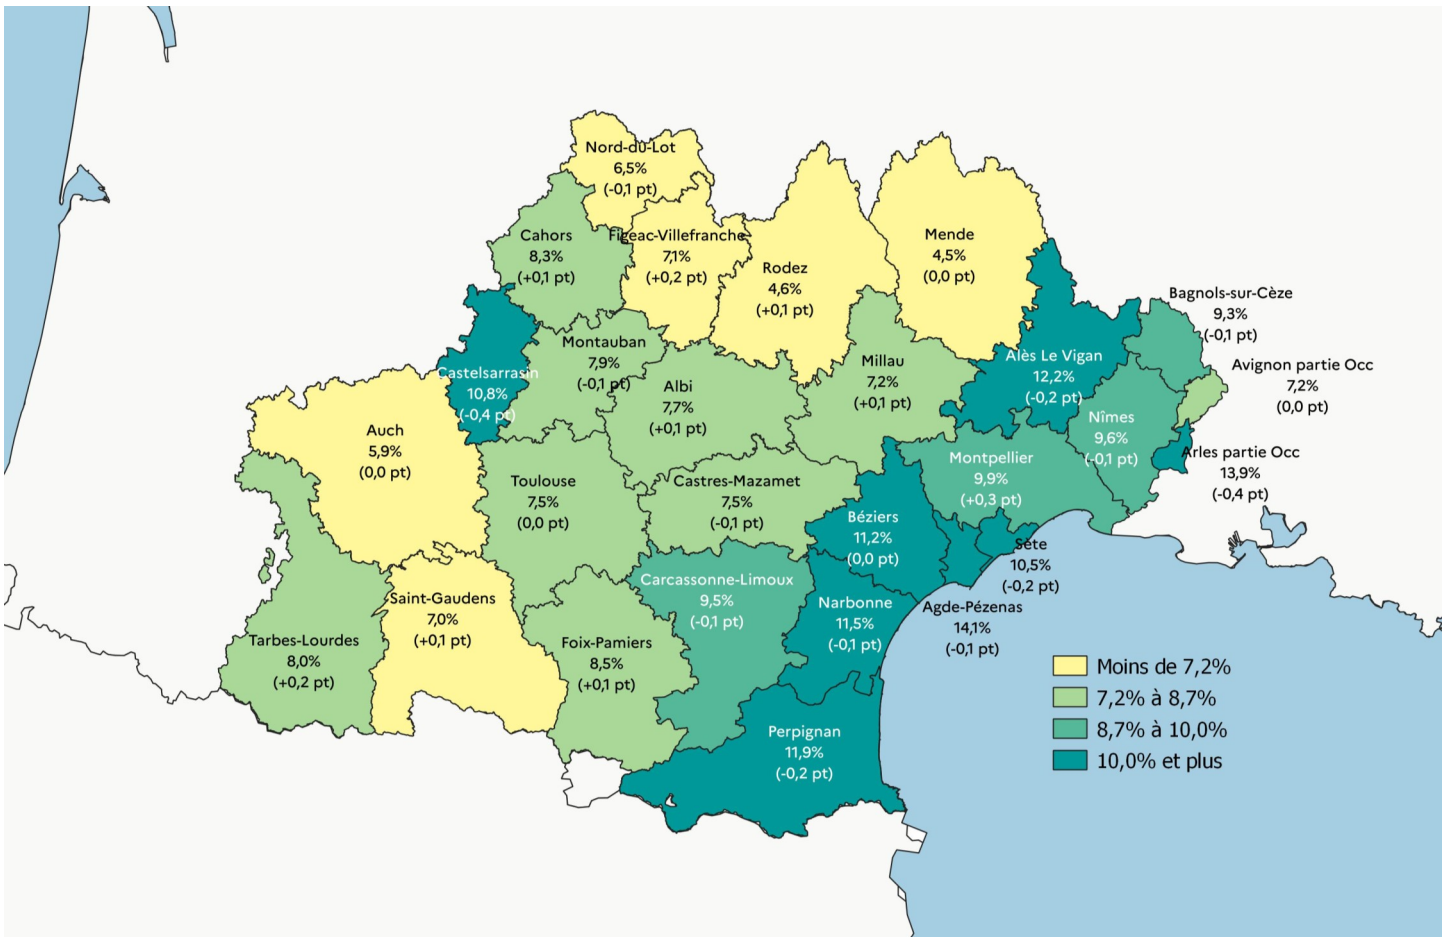 Nord-du-Lot
6,5%
(-0,1 pt)
Cahors
8,3%
(+0,1 pt)
Figeac-Villefranche
7,1%
(+0,2 pt)
Rodez
4,6%
(+0,1 pt)
Mende
4,5%
(0,0 pt)
Bagnols-sur-Cèze
9,3%
(-0,1 pt)
Avignon partie Occ
7,2%
(0,0 pt)
Castelsarrasin
10,8%
(-0,4 pt)
Montauban
7,9%
(-0,1 pt)
Albi
7,7%
(+0,1 pt)
Millau
7,2%
(+0,1 pt)
Alès Le Vigan
12,2%
(-0,2 pt)
Nîmes
9,6%
(-0,1 pt)
Arles partie Occ
13,9%
(-0,4 pt)
Auch
5,9%
(0,0 pt)
Toulouse
7,5%
(0,0 pt)
Castres-Mazamet
7,5%
(-0,1 pt)
Montpellier
9,9%
(+0,3 pt)
Béziers
11,2%
(0,0 pt)
Sète
10,5%
(-0,2 pt)
Agde-Pézenas
14,1%
(-0,1 pt)
Carcassonne-Limoux
9,5%
(-0,1 pt)
Narbonne
11,5%
(-0,1 pt)
Tarbes-Lourdes
8,0%
(+0,2 pt)
Saint-Gaudens
7,0%
(+0,1 pt)
Foix-Pamiers
8,5%
(+0,1 pt)
Perpignan
11,9%
(-0,2 pt)
Moins de 7,2%
7,2% à 8,7%
8,7% à 10,0%
10,0% et plus